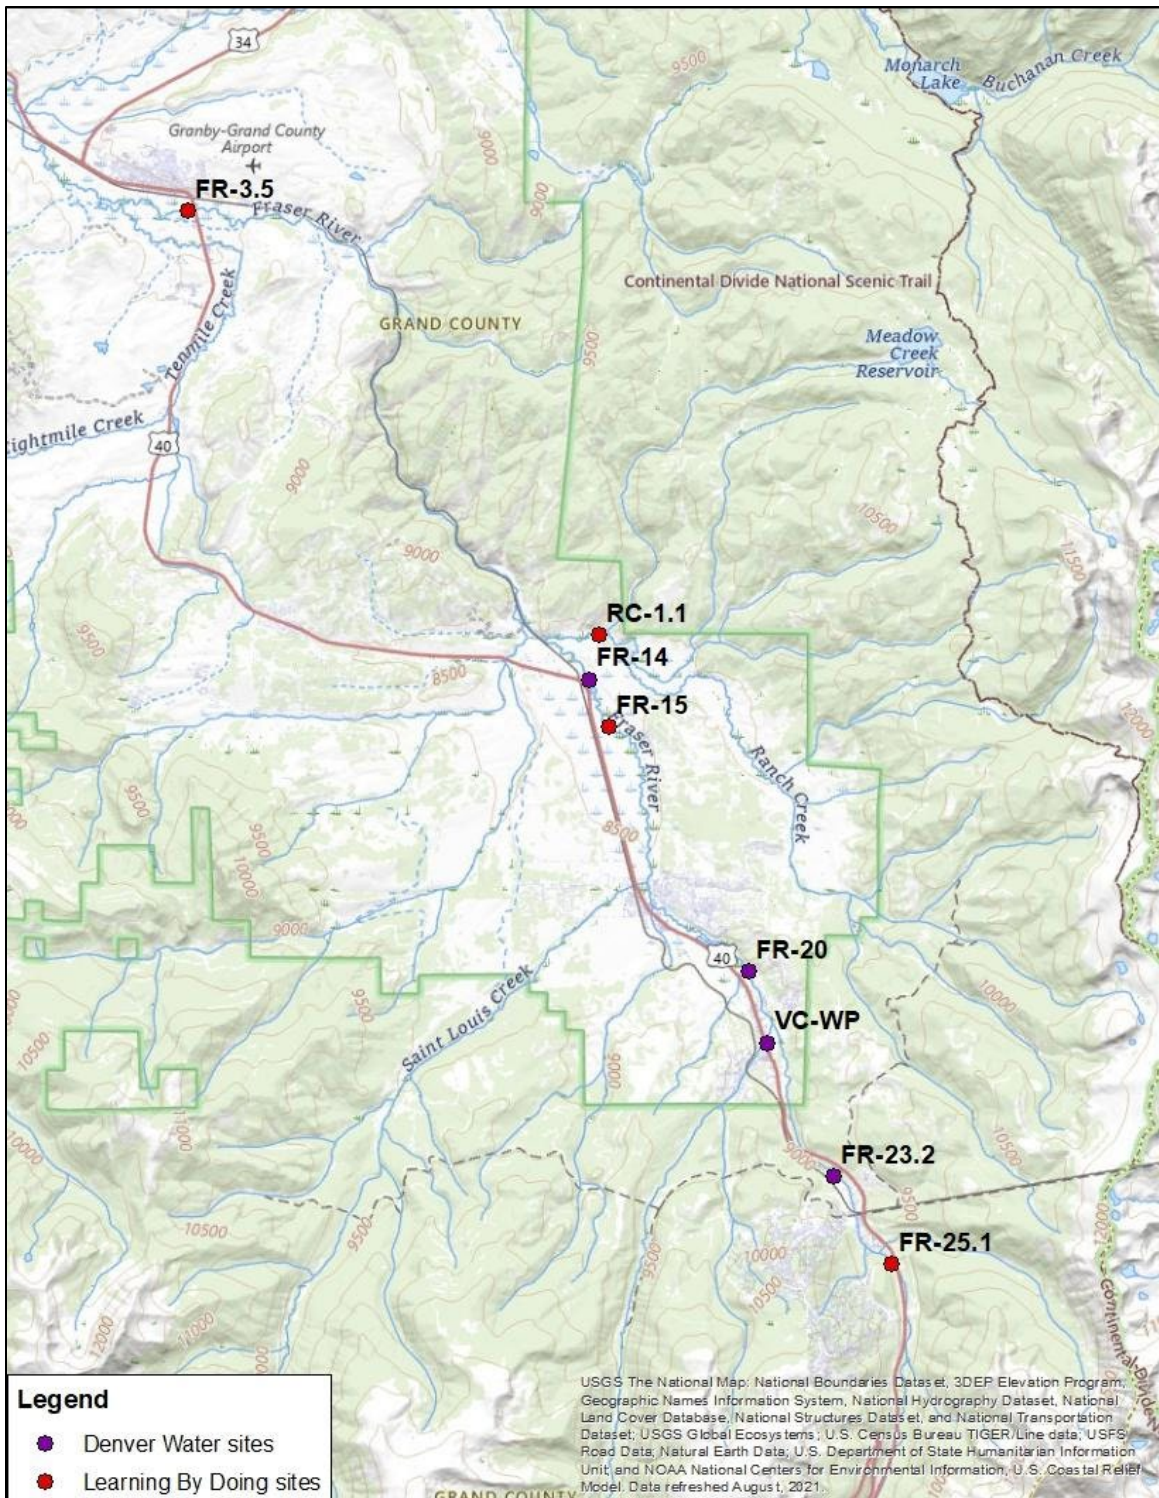 34
9500
Monarch
Lake
Buchanan Creek
Granby-Grand County
Airport
9000
FR-3.5
9000
Fraser River
Continental Divide National Scenic Trail
Tenmile Creek
GRAND COUNTY
9500
Meadow
Creek
Reservoir
ightmile Creek
40
9000
10500
9000
11500
9500
RC-1.1
FR-14
8500
FR-15
12000
Fraser River
Ranch Creek
9500
9500
10000
8500
9000
FR-20
40
Saint Louis Creek
9500
10000
VC-WP
10500
9000
11000
10000
10500
FR-23.2
9000
9500
10500
9500
12000
FR-25.1
9500
10000
10500
11000
12000
Continental Divide N
Legend
Denver Water sites
Learning By Doing sites
USGS The National Map: National Boundaries Dataset, 3DEP Elevation Program,
Geographic Names Information System, National Hydrography Dataset, National
Land Cover Database, National Structures Dataset, and National Transportation
Dataset; USGS Global Ecosystems; U.S. Census Bureau TIGER/Line data; USFS
Road Data; Natural Earth Data; U.S. Department of State Humanitarian Information
Unit; and NOAA National Centers for Environmental Information, U.S. Coastal Relief
Model. Data refreshed August, 2021.
GRAND COUNTY